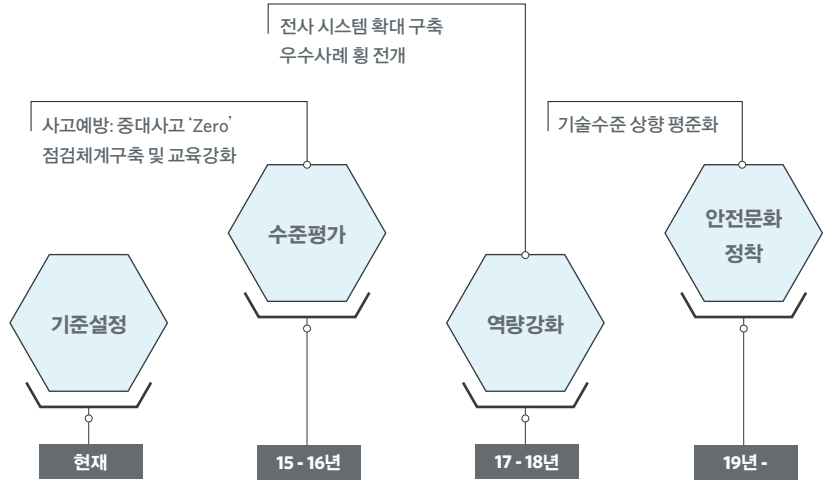 전사 시스템 확대 구축
우수사례 횡 전개
사고예방: 중대사고 ‘Zero’
점검체계구축 및 교육강화
기술수준 상향 평준화
기준설정
수준평가
역량강화
안전문화
정착
현재
15 - 16년
17 - 18년
19년 -